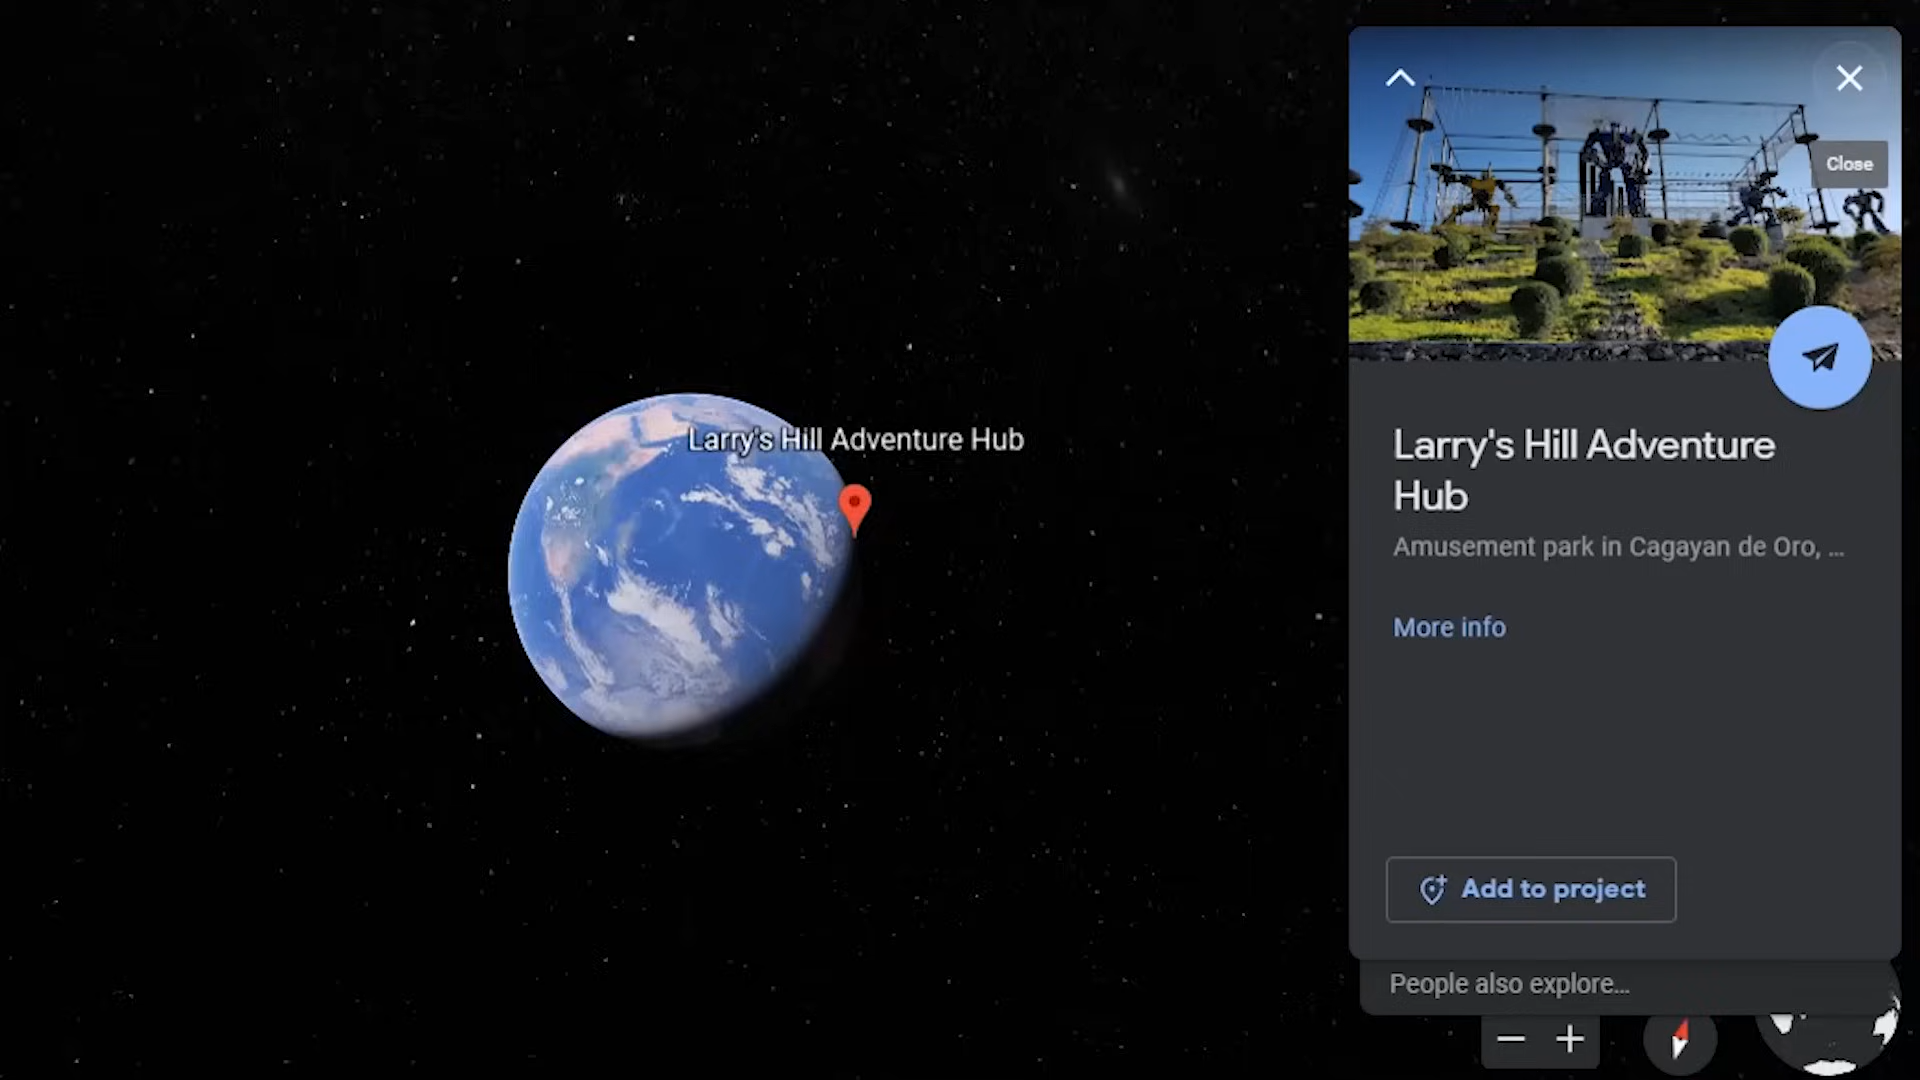 Larry's Hill Adventure Hub
Close
Larry's Hill Adventure
Hub
Amusement park in Cagayan de Oro, ...
More info
Add to project
People also explore...